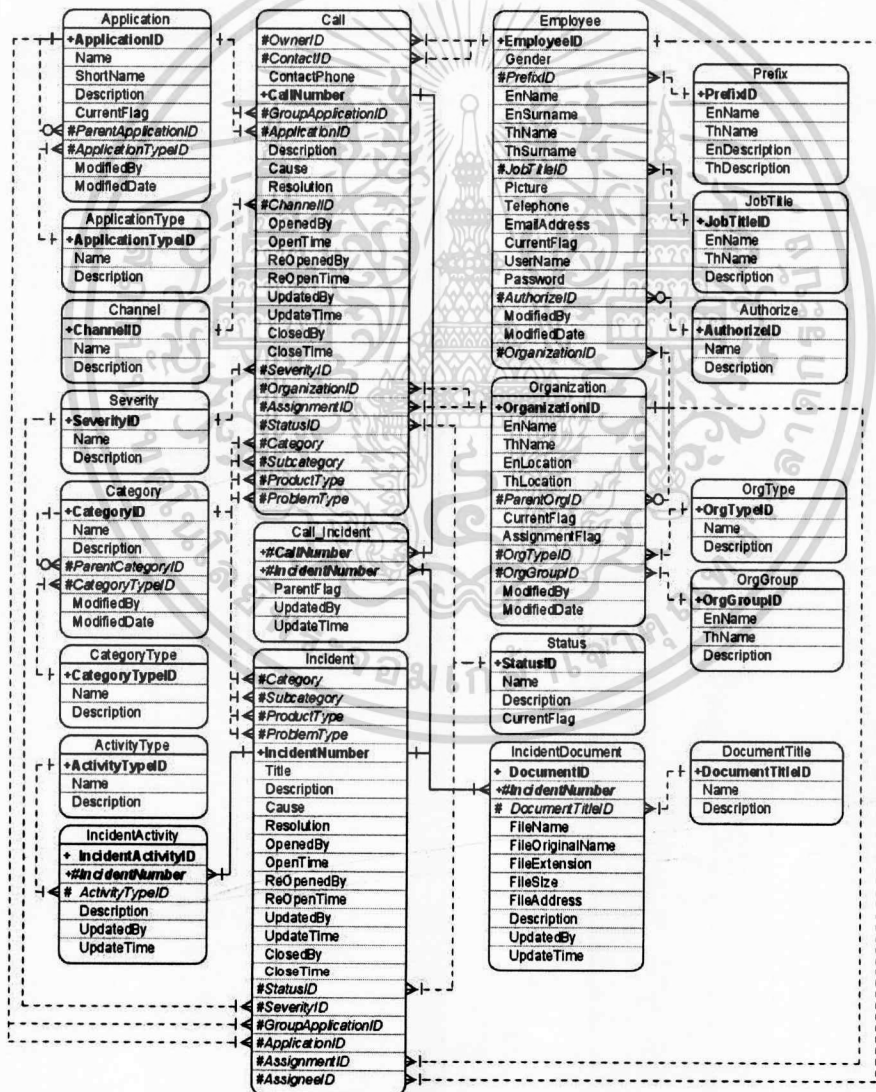 Application
+ApplicationID
Name
ShortName
Description
CurrentFlag
#ParentApplicationID
#ApplicationTypeID
ModifiedBy
ModifiedDate
ApplicationType
+ApplicationTypeID
Name
Description
Channel
+ChannelID
Name
Description
Severity
+SeverityID
Name
Description
Category
+CategoryID
Name
Description
#ParentCategoryID
#CategoryTypeID
ModifiedBy
ModifiedDate
CategoryType
+CategoryTypeID
Name
Description
ActivityType
+ActivityTypeID
Name
Description
IncidentActivity
+ IncidentActivityID
+#IncidentNumber
# ActivityTypeID
Description
UpdatedBy
UpdateTime
Call
#OwnerID
#ContactID
ContactPhone
+CallNumber
#GroupApplicationID
#ApplicationID
Description
Cause
Resolution
#ChannelID
OpenedBy
OpenTime
ReOpenedBy
ReOpenTime
UpdatedBy
UpdateTime
ClosedBy
CloseTime
#SeverityID
#OrganizationID
#AssignmentID
#StatusID
#Category
#Subcategory
#ProductType
#ProblemType
Call_Incident
+#CallNumber
+#IncidentNumber
ParentFlag
UpdatedBy
UpdateTime
Incident
#Category
#Subcategory
#ProductType
#ProblemType
+IncidentNumber
Title
Description
Cause
Resolution
OpenedBy
OpenTime
ReOpenedBy
ReOpenTime
UpdatedBy
UpdateTime
ClosedBy
CloseTime
#StatusID
#SeverityID
#GroupApplicationID
#ApplicationID
#AssignmentID
#AssigneeID
Employee
+EmployeeID
Gender
#PrefixID
EnName
EnSurname
ThName
ThSurname
#JobTitleID
Picture
Telephone
EmailAddress
CurrentFlag
UserName
Password
#AuthorizeID
ModifiedBy
ModifiedDate
#OrganizationID
Organization
+OrganizationID
EnName
ThName
EnLocation
ThLocation
#ParentOrgID
CurrentFlag
AssignmentFlag
#OrgTypeID
#OrgGroupID
ModifiedBy
ModifiedDate
Status
+StatusID
Name
Description
CurrentFlag
IncidentDocument
+ DocumentID
+#IncidentNumber
# DocumentTitleID
FileName
FileOriginalName
FileExtension
FileSize
FileAddress
Description
UpdatedBy
UpdateTime
Prefix
+PrefixID
EnName
ThName
EnDescription
ThDescription
JobTitle
+JobTitleID
EnName
ThName
Description
Authorize
+AuthorizeID
Name
Description
OrgType
+OrgTypeID
Name
Description
OrgGroup
+OrgGroupID
EnName
ThName
Description
DocumentTitle
+DocumentTitleID
Name
Description